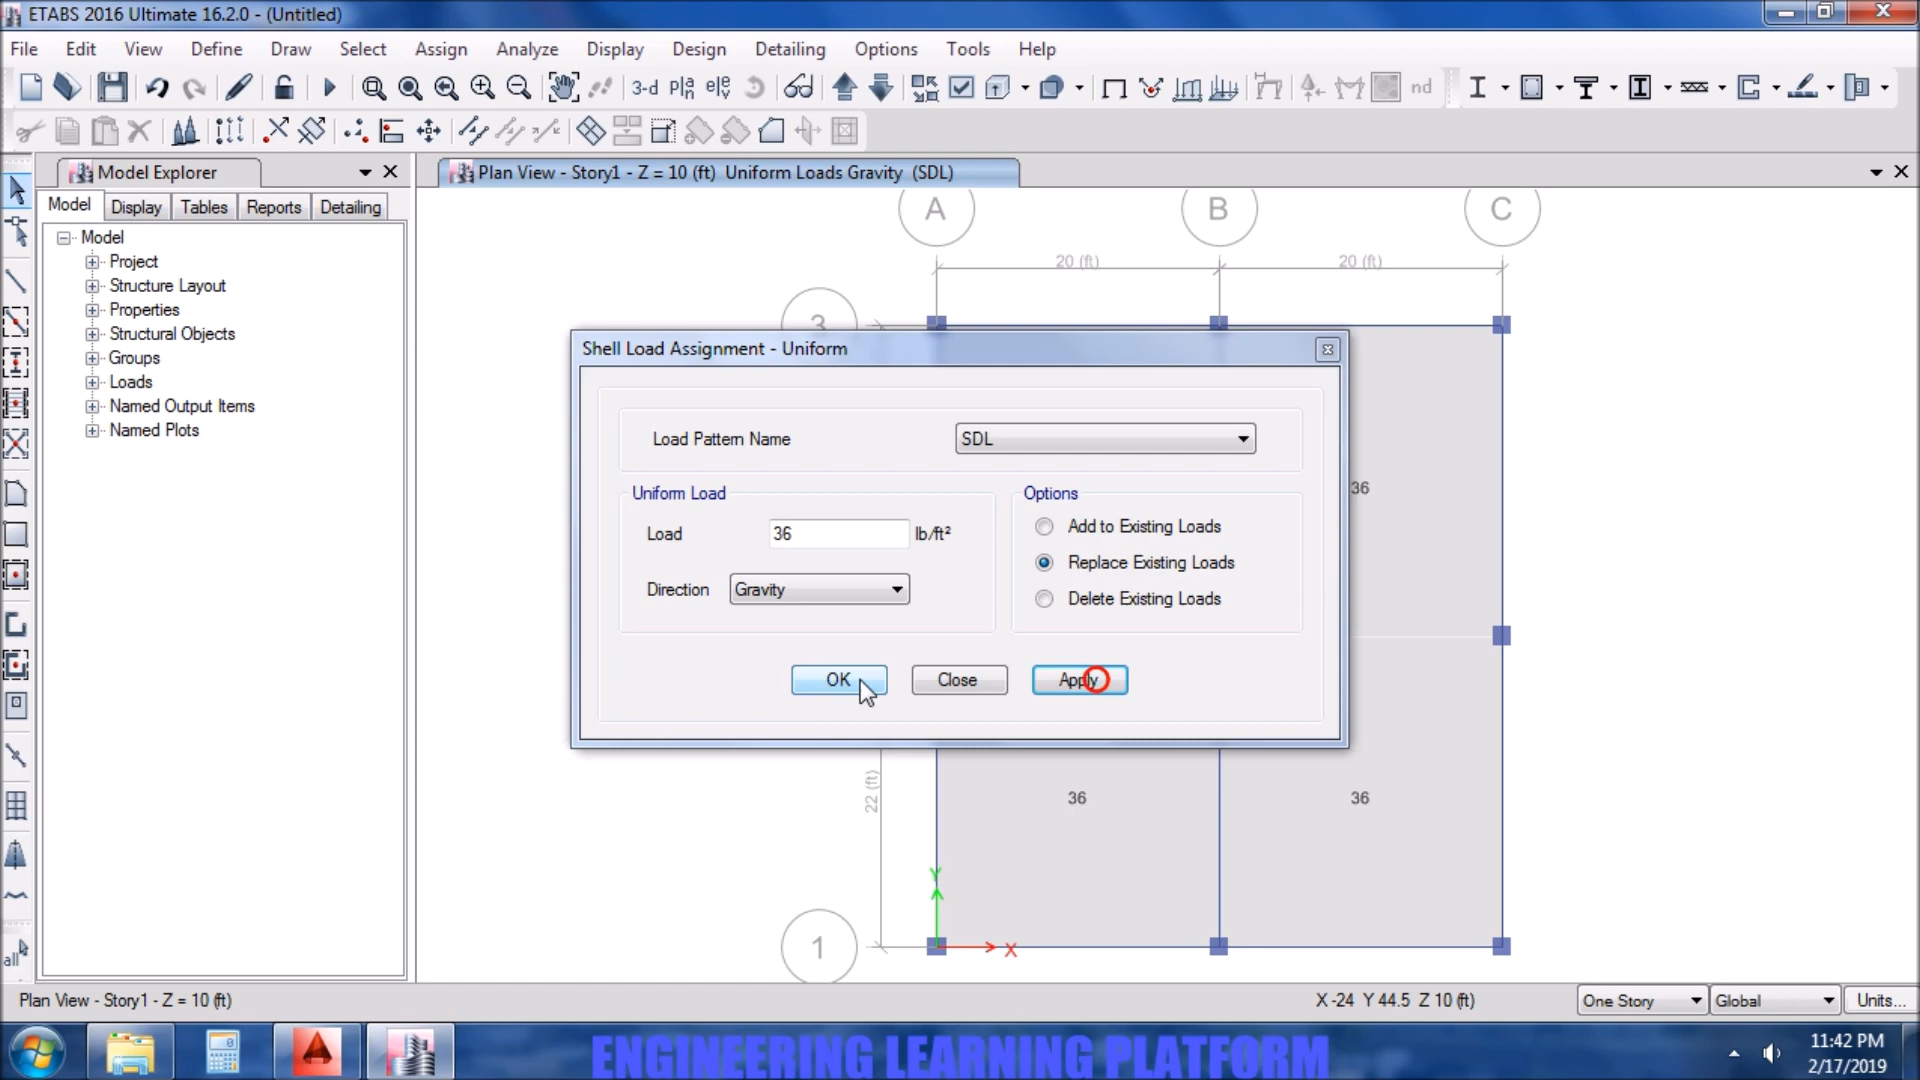 ETABS 2016 Ultimate 16.2.0 - (Untitled)
File Edit View Define Draw Select Assign Analyze Display Design Detailing Options Tools Help
3-d pla n ele v nd
Model Explorer
Plan View - Story1 - Z = 10 (ft) Uniform Loads Gravity (SDL)
Model Display Tables Reports Detailing
Model
Project
Structure Layout
Properties
Structural Objects
Groups
Loads
Named Output Items
Named Plots
all
A B C
20 (ft) 20 (ft)
3
Shell Load Assignment - Uniform
Load Pattern Name SDL
Uniform Load
Load 36 lb/ft²
Direction Gravity
Options
Add to Existing Loads
Replace Existing Loads
Delete Existing Loads
OK Close Apply
36
22 (ft)
36 36
Y
X
1
Plan View - Story1 - Z = 10 (ft)
X -24 Y 44.5 Z 10 (ft)
One Story Global Units...
ENGINEERING LEARNING PLATFORM
11:42 PM
2/17/2019